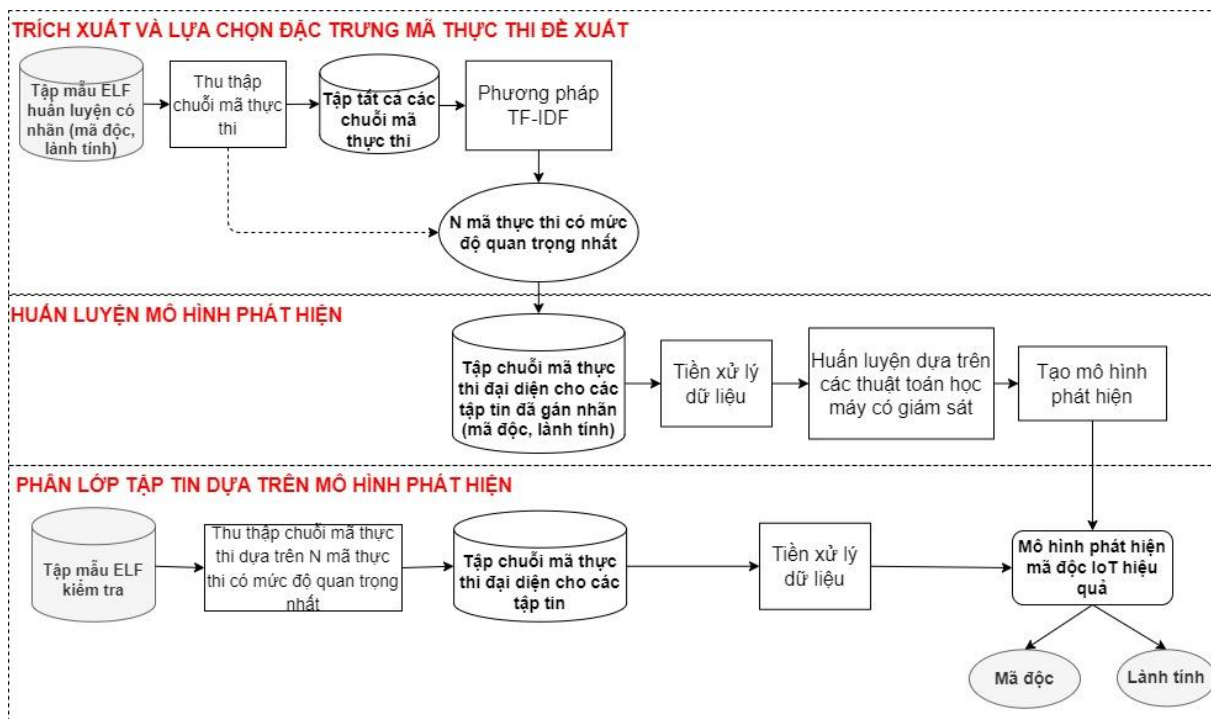 TRÍCH XUẤT VÀ LỰA CHỌN ĐẶC TRƯNG MÃ THỰC THI ĐỀ XUẤT
Tập mẫu ELF
huấn luyện có
nhãn (mã độc,
lành tính)
Thu thập
chuỗi mã thực
thi
Tập tất cả các
chuỗi mã
thực thi
Phương pháp
TF-IDF
N mã thực thi có mức
độ quan trọng nhất
HUẤN LUYỆN MÔ HÌNH PHÁT HIỆN
Tập chuỗi mã thực
thi đại diện cho các
tập tin đã gán nhãn
(mã độc, lành tính)
Tiền xử lý
dữ liệu
Huấn luyện dựa trên
các thuật toán học
máy có giám sát
Tạo mô hình
phát hiện
PHÂN LỚP TẬP TIN DỰA TRÊN MÔ HÌNH PHÁT HIỆN
Tập mẫu ELF
kiểm tra
Thu thập chuỗi mã thực
thi dựa trên N mã thực
thi có mức độ quan trọng
nhất
Tập chuỗi mã thực
thi đại diện cho các
tập tin
Tiền xử lý
dữ liệu
Mô hình phát hiện
mã độc IoT hiệu
quả
Mã độc
Lành tính